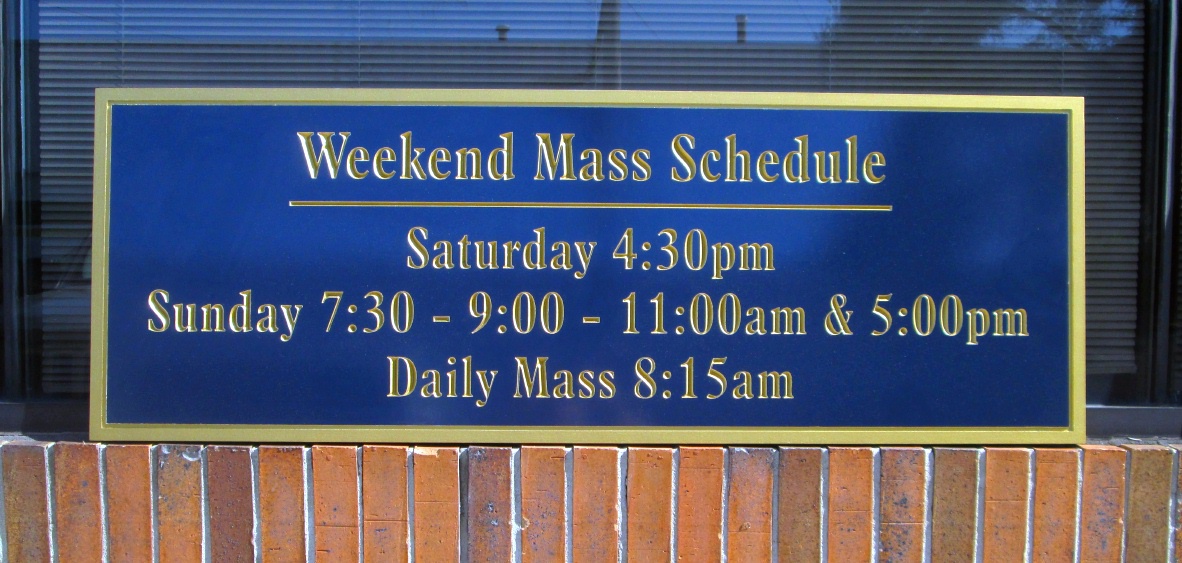 Weekend Mass Schedule
Saturday 4:30pm
Sunday 7:30 - 9:00 - 11:00am & 5:00pm
Daily Mass 8:15am